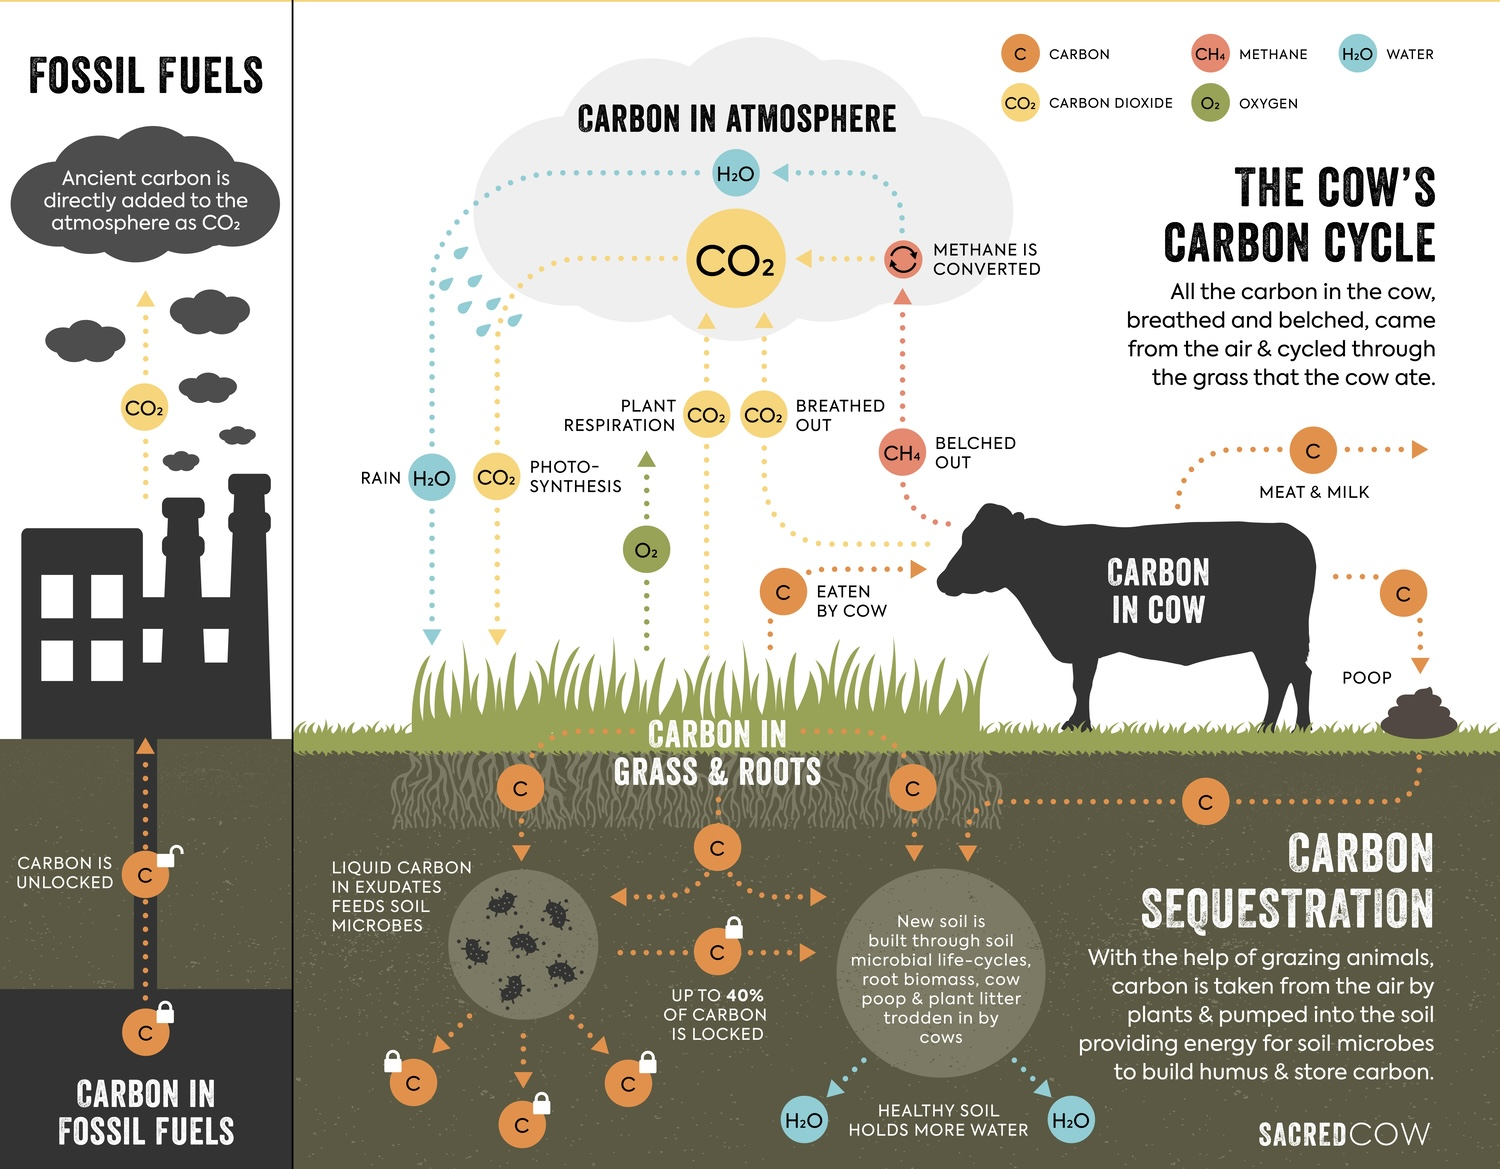 FOSSIL FUELS
Ancient carbon is
directly added to the
atmosphere as CO₂
CO₂
CARBON IS
UNLOCKED
C
C
CARBON IN
FOSSIL FUELS
C CARBON
CH₄ METHANE
H₂O WATER
CO₂ CARBON DIOXIDE
O₂ OXYGEN
CARBON IN ATMOSPHERE
H₂O
CO₂
METHANE IS
CONVERTED
THE COW'S
CARBON CYCLE
All the carbon in the cow,
breathed and belched, came
from the air & cycled through
the grass that the cow ate.
RAIN H₂O
CO₂ PHOTO-
SYNTHESIS
O₂
PLANT
RESPIRATION
CO₂
CO₂
BREATHED
OUT
CH₄
BELCHED
OUT
C
MEAT & MILK
C
EATEN
BY COW
CARBON
IN COW
C
POOP
CARBON IN
GRASS & ROOTS
C
C
C
C
LIQUID CARBON
IN EXUDATES
FEEDS SOIL
MICROBES
C
UP TO 40%
OF CARBON
IS LOCKED
C
C
C
New soil is
built through soil
microbial life-cycles,
root biomass, cow
poop & plant litter
trodden in by
cows
H₂O
HEALTHY SOIL
HOLDS MORE WATER
H₂O
CARBON
SEQUESTRATION
With the help of grazing animals,
carbon is taken from the air by
plants & pumped into the soil
providing energy for soil microbes
to build humus & store carbon.
SACREDCOW